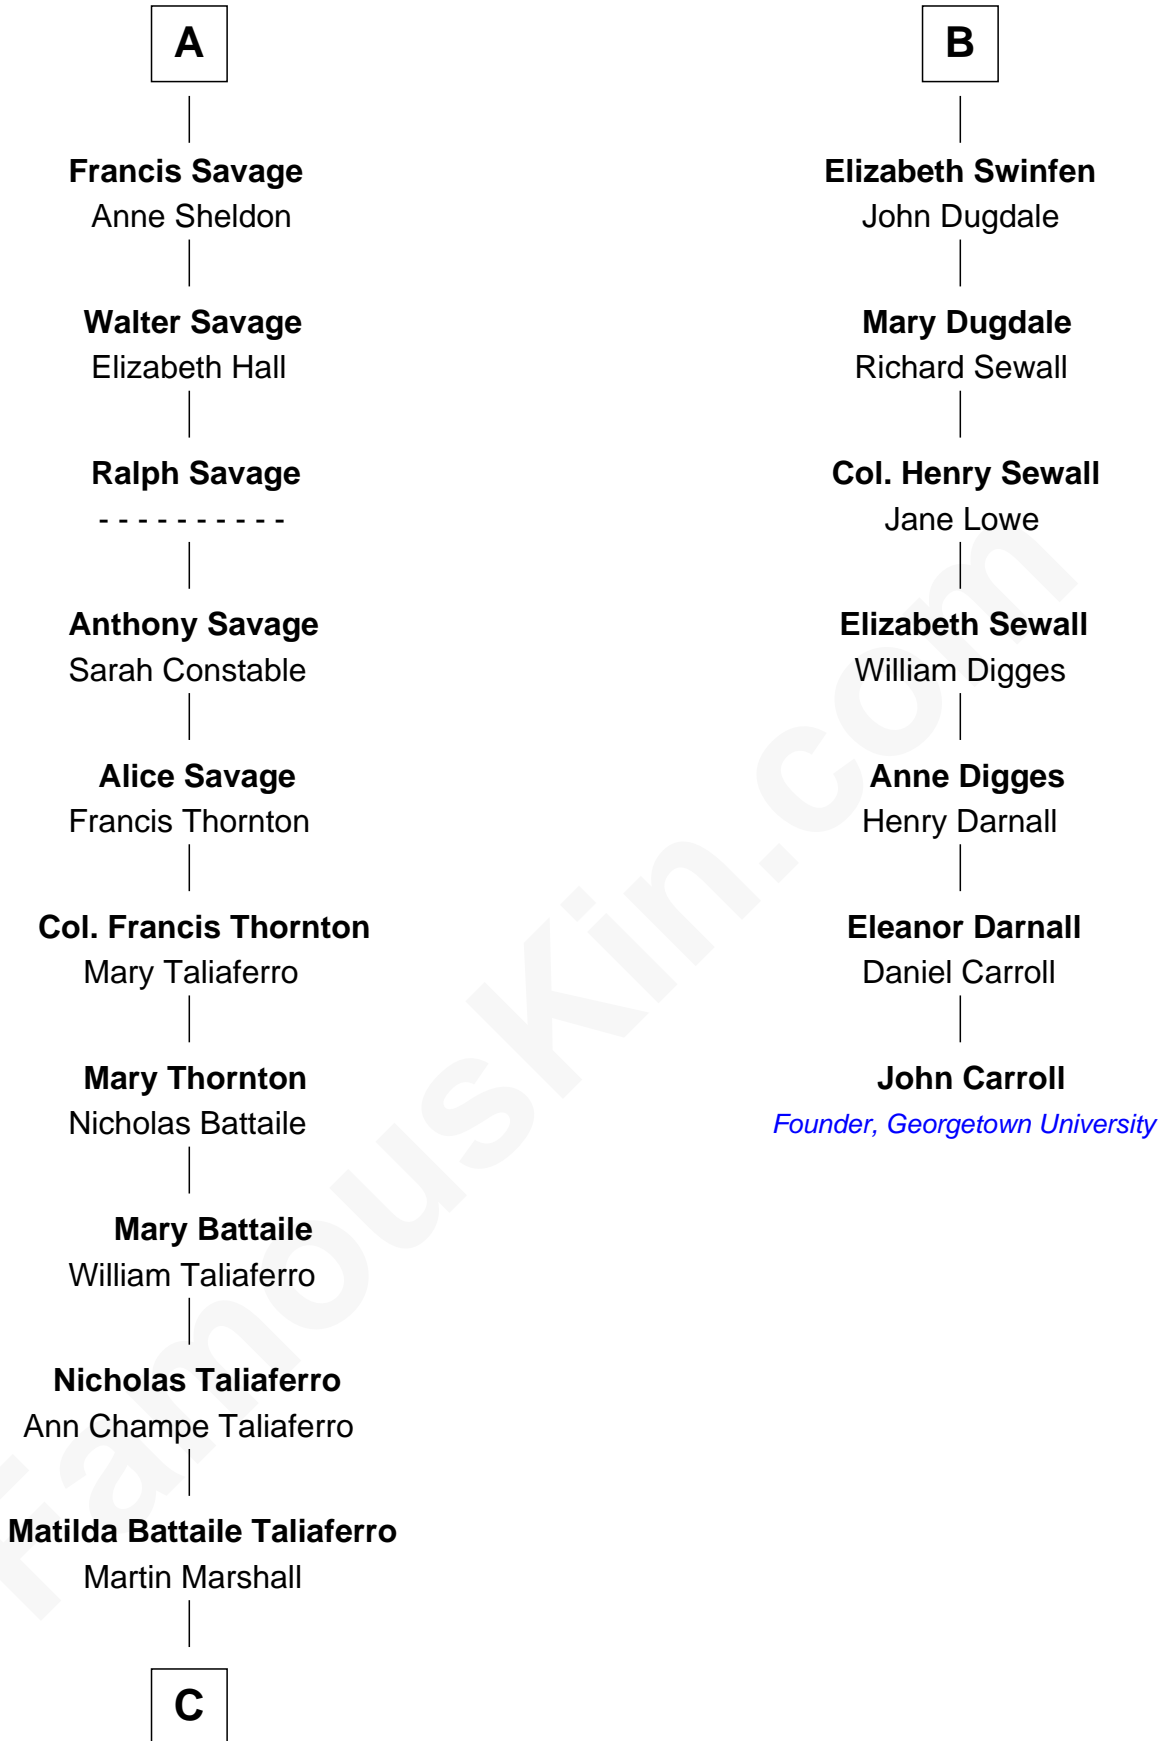 A
Francis Savage
Anne Sheldon
Walter Savage
Elizabeth Hall
Ralph Savage
- - - - - - - - - -
Anthony Savage
Sarah Constable
Alice Savage
Francis Thornton
Col. Francis Thornton
Mary Taliaferro
Mary Thornton
Nicholas Battaile
Mary Battaile
William Taliaferro
Nicholas Taliaferro
Ann Champe Taliaferro
Matilda Battaile Taliaferro
Martin Marshall
C
B
Elizabeth Swinfen
John Dugdale
Mary Dugdale
Richard Sewall
Col. Henry Sewall
Jane Lowe
Elizabeth Sewall
William Digges
Anne Digges
Henry Darnall
Eleanor Darnall
Daniel Carroll
John Carroll
Founder, Georgetown University
FamousKin.com